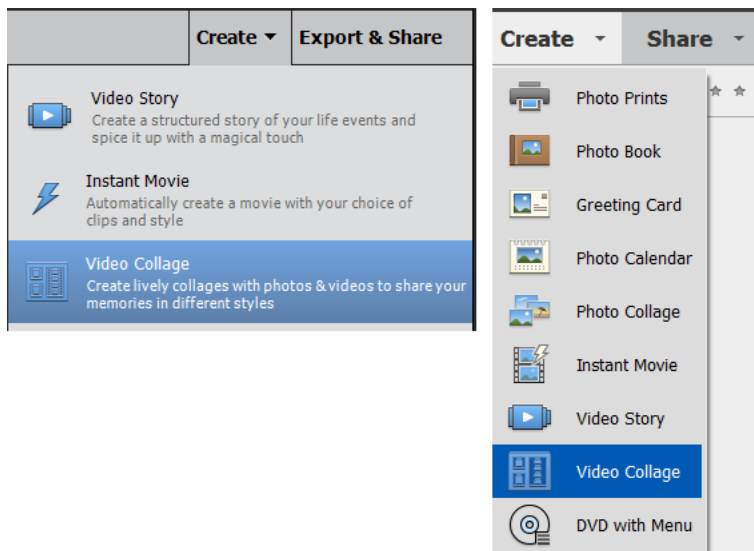 Create
Export & Share
Video Story
Create a structured story of your life events and
spice it up with a magical touch
Instant Movie
Automatically create a movie with your choice of
clips and style
Video Collage
Create lively collages with photos & videos to share your
memories in different styles
Create
Share
Photo Prints
Photo Book
Greeting Card
Photo Calendar
Photo Collage
Instant Movie
Video Story
Video Collage
DVD with Menu